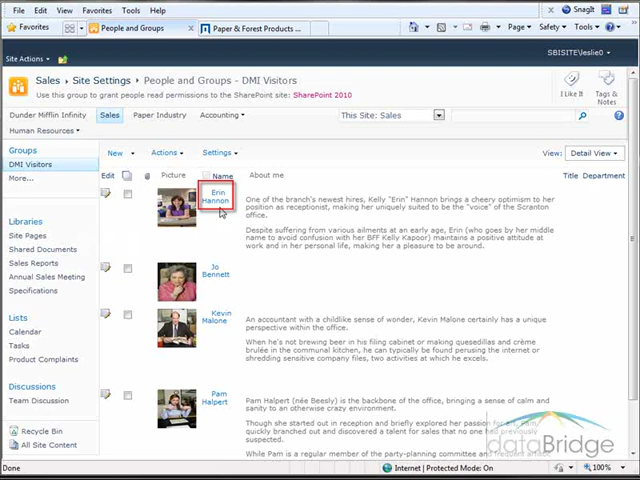 File Edit View Favorites Tools Help SnagIt
Favorites People and Groups Paper & Forest Products ... Page Safety Tools
Site Actions SBISITE\leslie0
Sales Site Settings People and Groups - DMI Visitors
Use this group to grant people read permissions to the SharePoint site: SharePoint 2010
I Like It Tags & Notes
Dunder Mifflin Infinity Sales Paper Industry Accounting This Site: Sales
Human Resources
Groups
DMI Visitors
More...
Libraries
Site Pages
Shared Documents
Sales Reports
Annual Sales Meeting
Specifications
Lists
Calendar
Tasks
Product Complaints
Discussions
Team Discussion
Recycle Bin
All Site Content
New Actions Settings View: Detail View
Edit Picture Name About me Title Department
Erin Hannon
One of the branch's newest hires, Kelly "Erin" Hannon brings a cheery optimism to her
position as receptionist, making her uniquely suited to be the "voice" of the Scranton
office.
Despite suffering from various ailments at an early age, Erin (who goes by her middle
name to avoid confusion with her BFF Kelly Kapoor) maintains a positive attitude at
work and in her personal life, making her a pleasure to be around.
Jo Bennett
Kevin Malone
An accountant with a childlike sense of wonder, Kevin Malone certainly has a unique
perspective within the office.
When he's not brewing beer in his filing cabinet or making quesedillas and crème
brulée in the communal kitchen, he can typically be found perusing the internet or
shredding sensitive company files, two activities at which he excels.
Pam Halpert
Pam Halpert (née Beesly) is the backbone of the office, bringing a sense of calm and
sanity to an otherwise crazy environment.
Though she started out in reception and briefly explored her passion for art, Pam
quickly branched out and discovered a talent for sales that no one had previously
suspected.
While Pam is a regular member of the party-planning committee and frequent
dataBridge
Done Internet | Protected Mode: On 100%